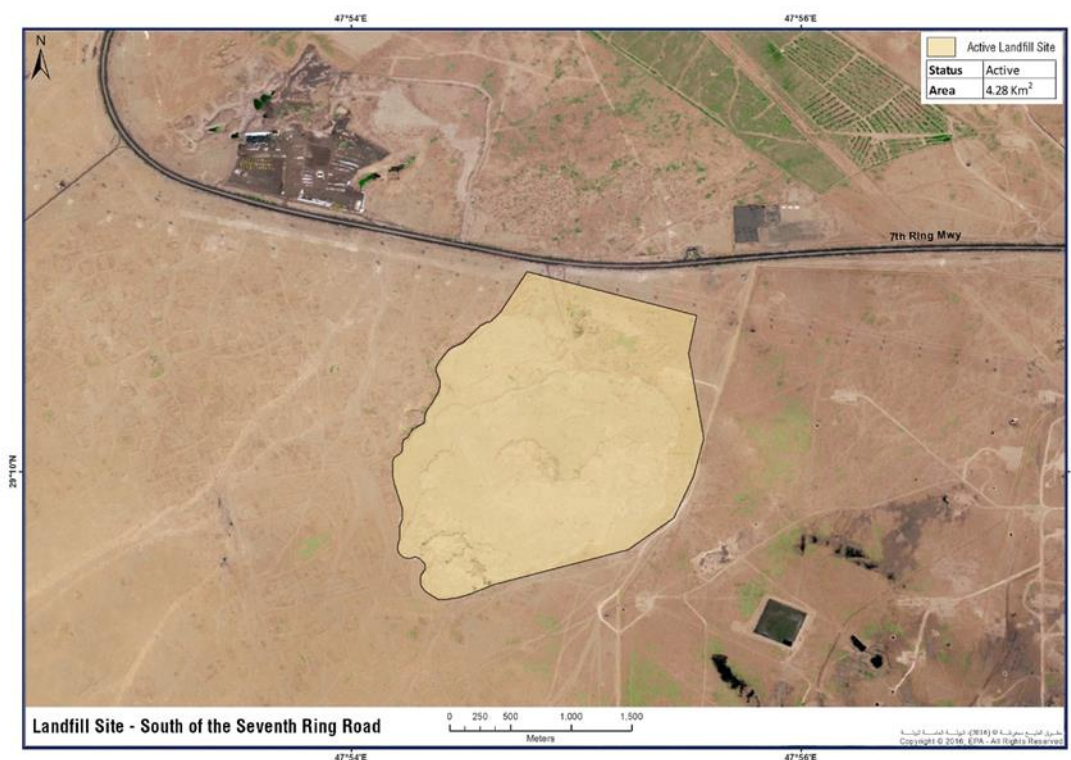 47°54'E 47°56'E
N
Active Landfill Site
Status Active
Area 4.28 Km²
7th Ring Mwy
29°10'N
Landfill Site - South of the Seventh Ring Road
0 250 500 1,000 1,500
Meters
Copyright © 2016, EPA - All Rights Reserved
47°54'E 47°56'E